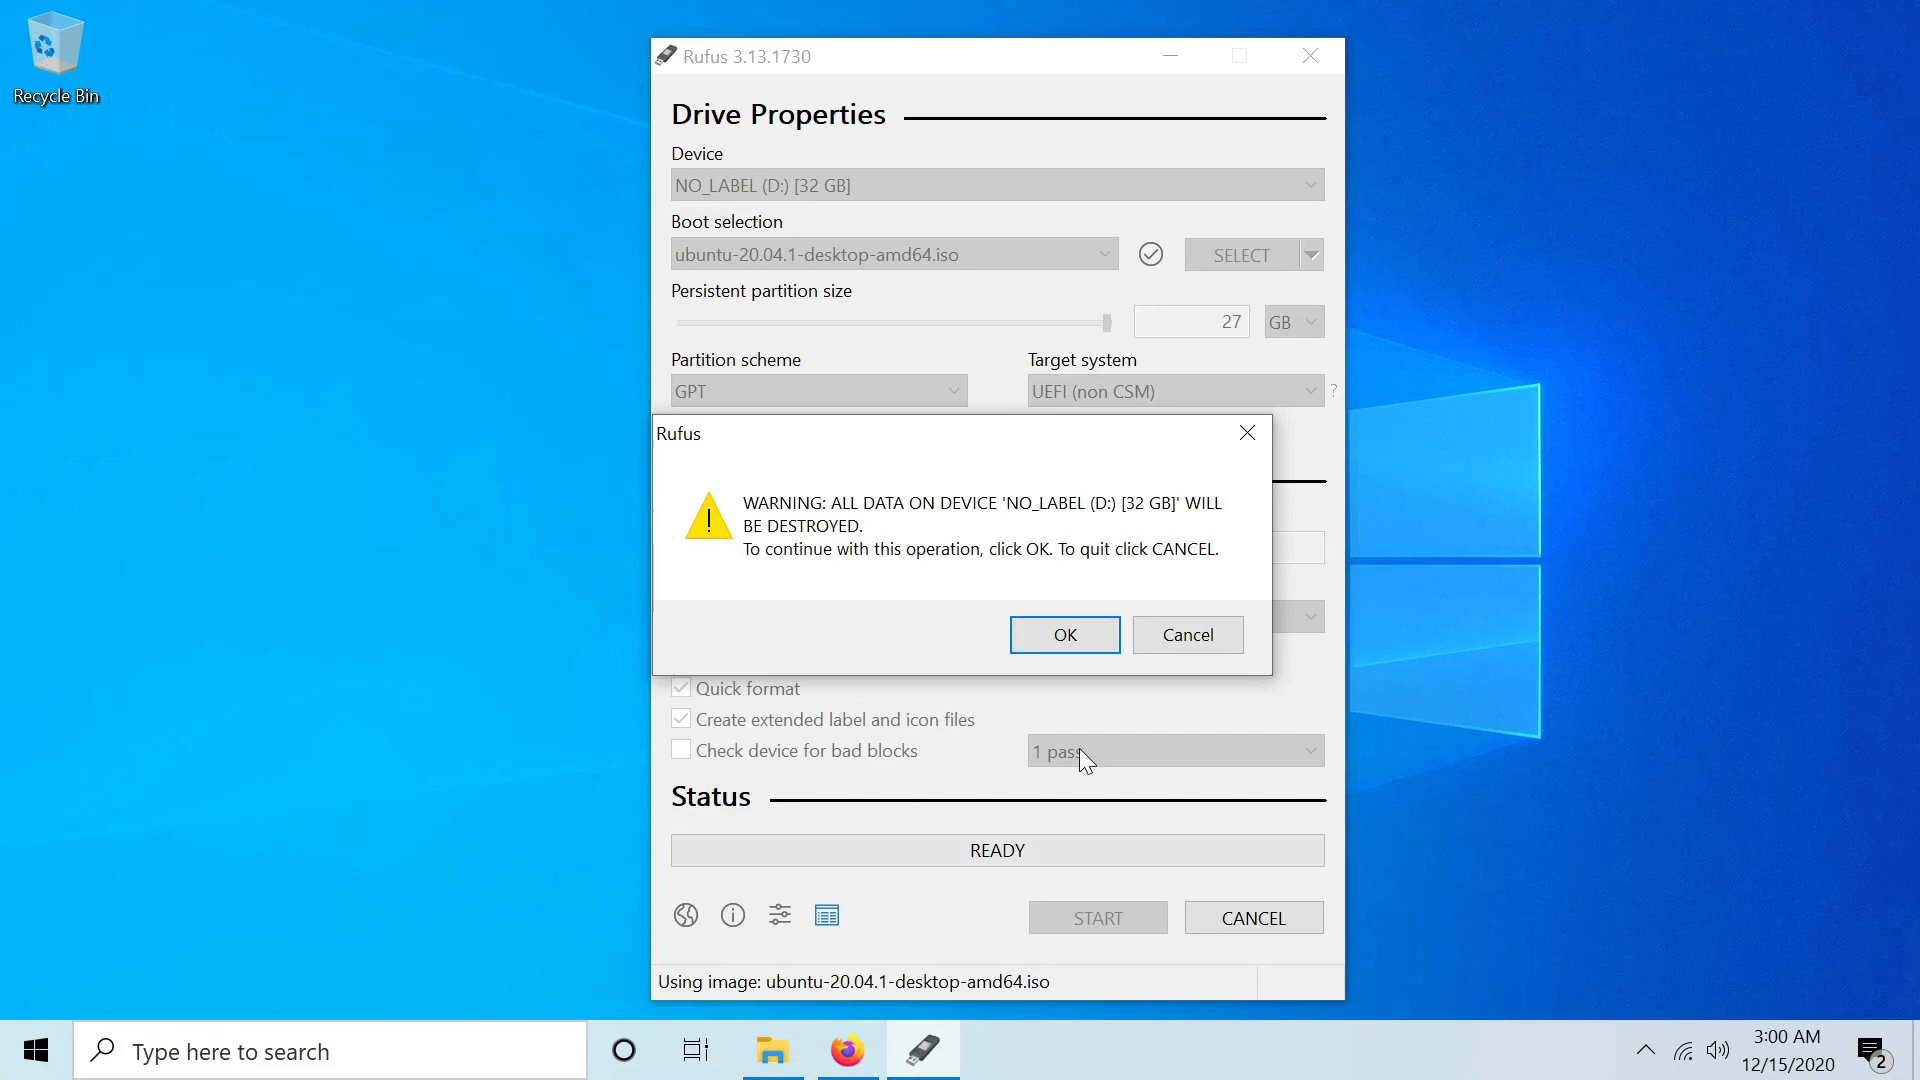 Recycle Bin
Rufus 3.13.1730
Drive Properties
Device
NO_LABEL (D:) [32 GB]
Boot selection
ubuntu-20.04.1-desktop-amd64.iso
SELECT
Persistent partition size
27
GB
Partition scheme
Target system
GPT
UEFI (non CSM)
?
Rufus
WARNING: ALL DATA ON DEVICE 'NO_LABEL (D:) [32 GB]' WILL
BE DESTROYED.
To continue with this operation, click OK. To quit click CANCEL.
OK
Cancel
Quick format
Create extended label and icon files
Check device for bad blocks
1 pass
Status
READY
START
CANCEL
Using image: ubuntu-20.04.1-desktop-amd64.iso
Type here to search
3:00 AM
12/15/2020
2